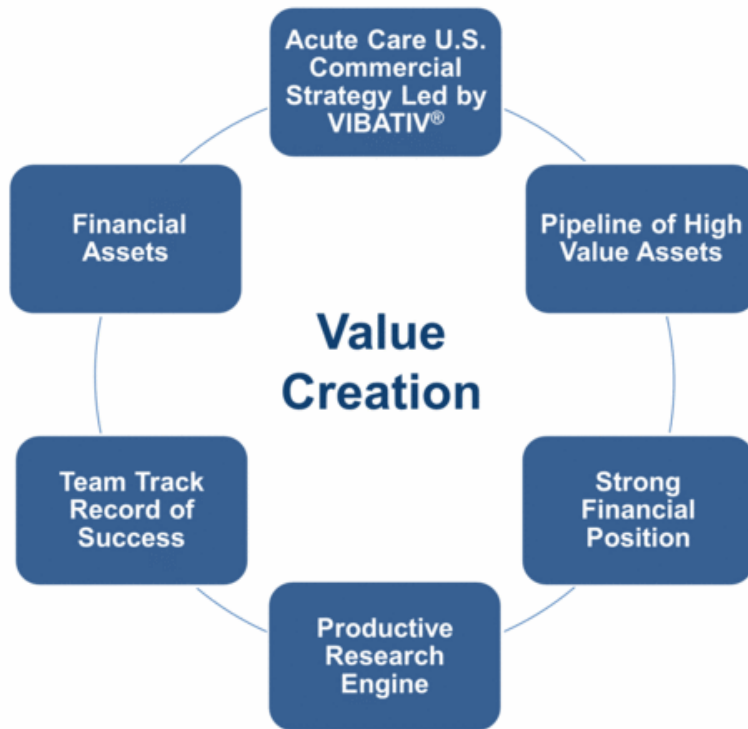 Acute Care U.S.
Commercial
Strategy Led by
VIBATIV®
Pipeline of High
Value Assets
Strong
Financial
Position
Productive
Research
Engine
Team Track
Record of
Success
Financial
Assets
Value
Creation